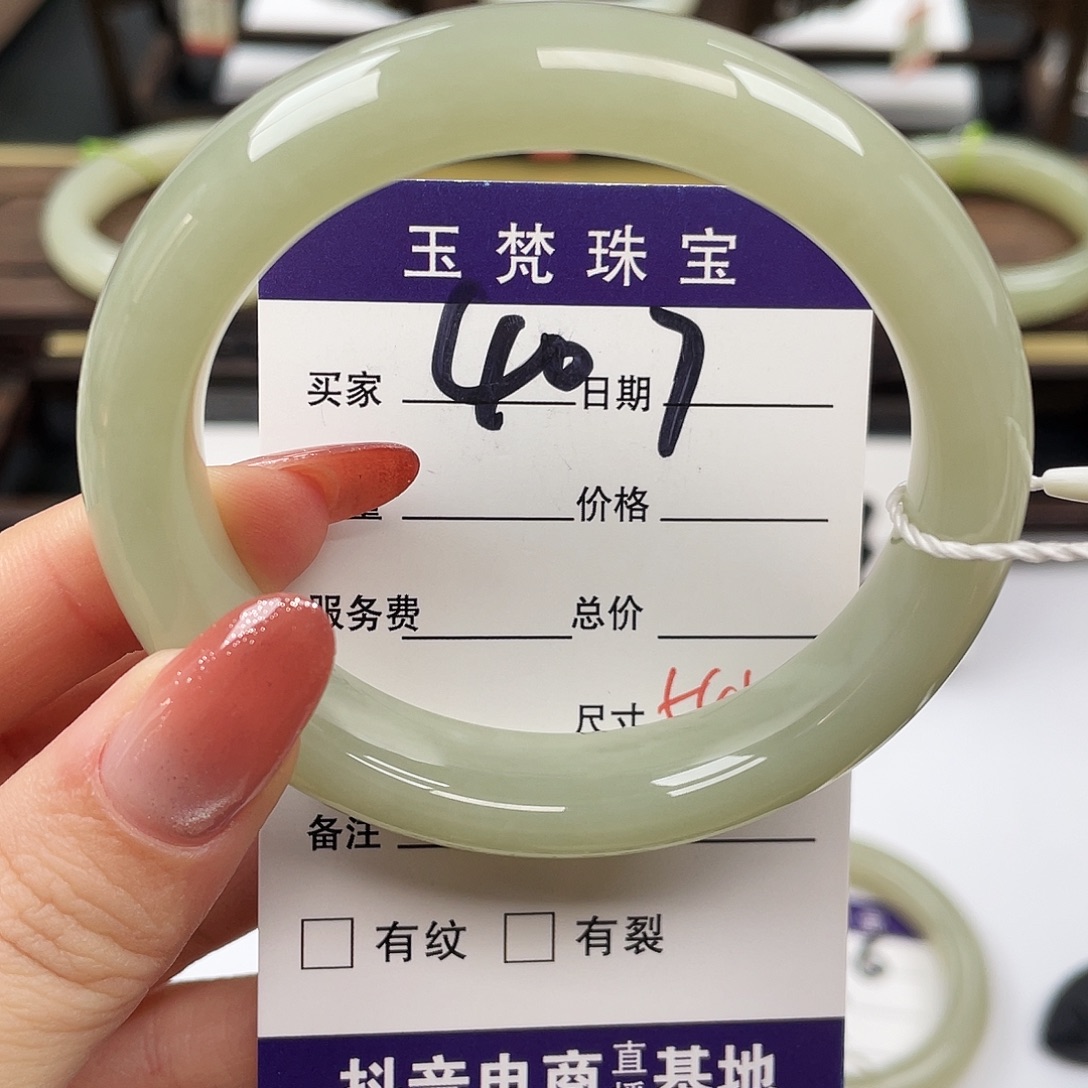 玉梵珠宝
407
买家 日期
价格
服务费 总价
尺寸
备注
有纹 有裂
抖音电商直播基地